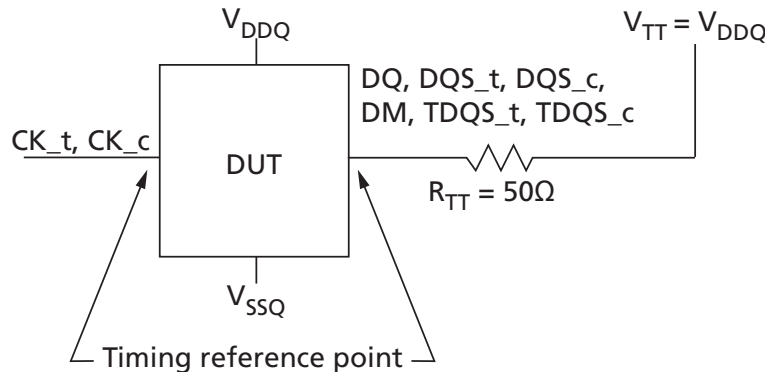 V_DDQ
V_TT = V_DDQ
DQ, DQS_t, DQS_c,
DM, TDQS_t, TDQS_c
CK_t, CK_c
DUT
R_TT = 50Ω
V_SSQ
Timing reference point